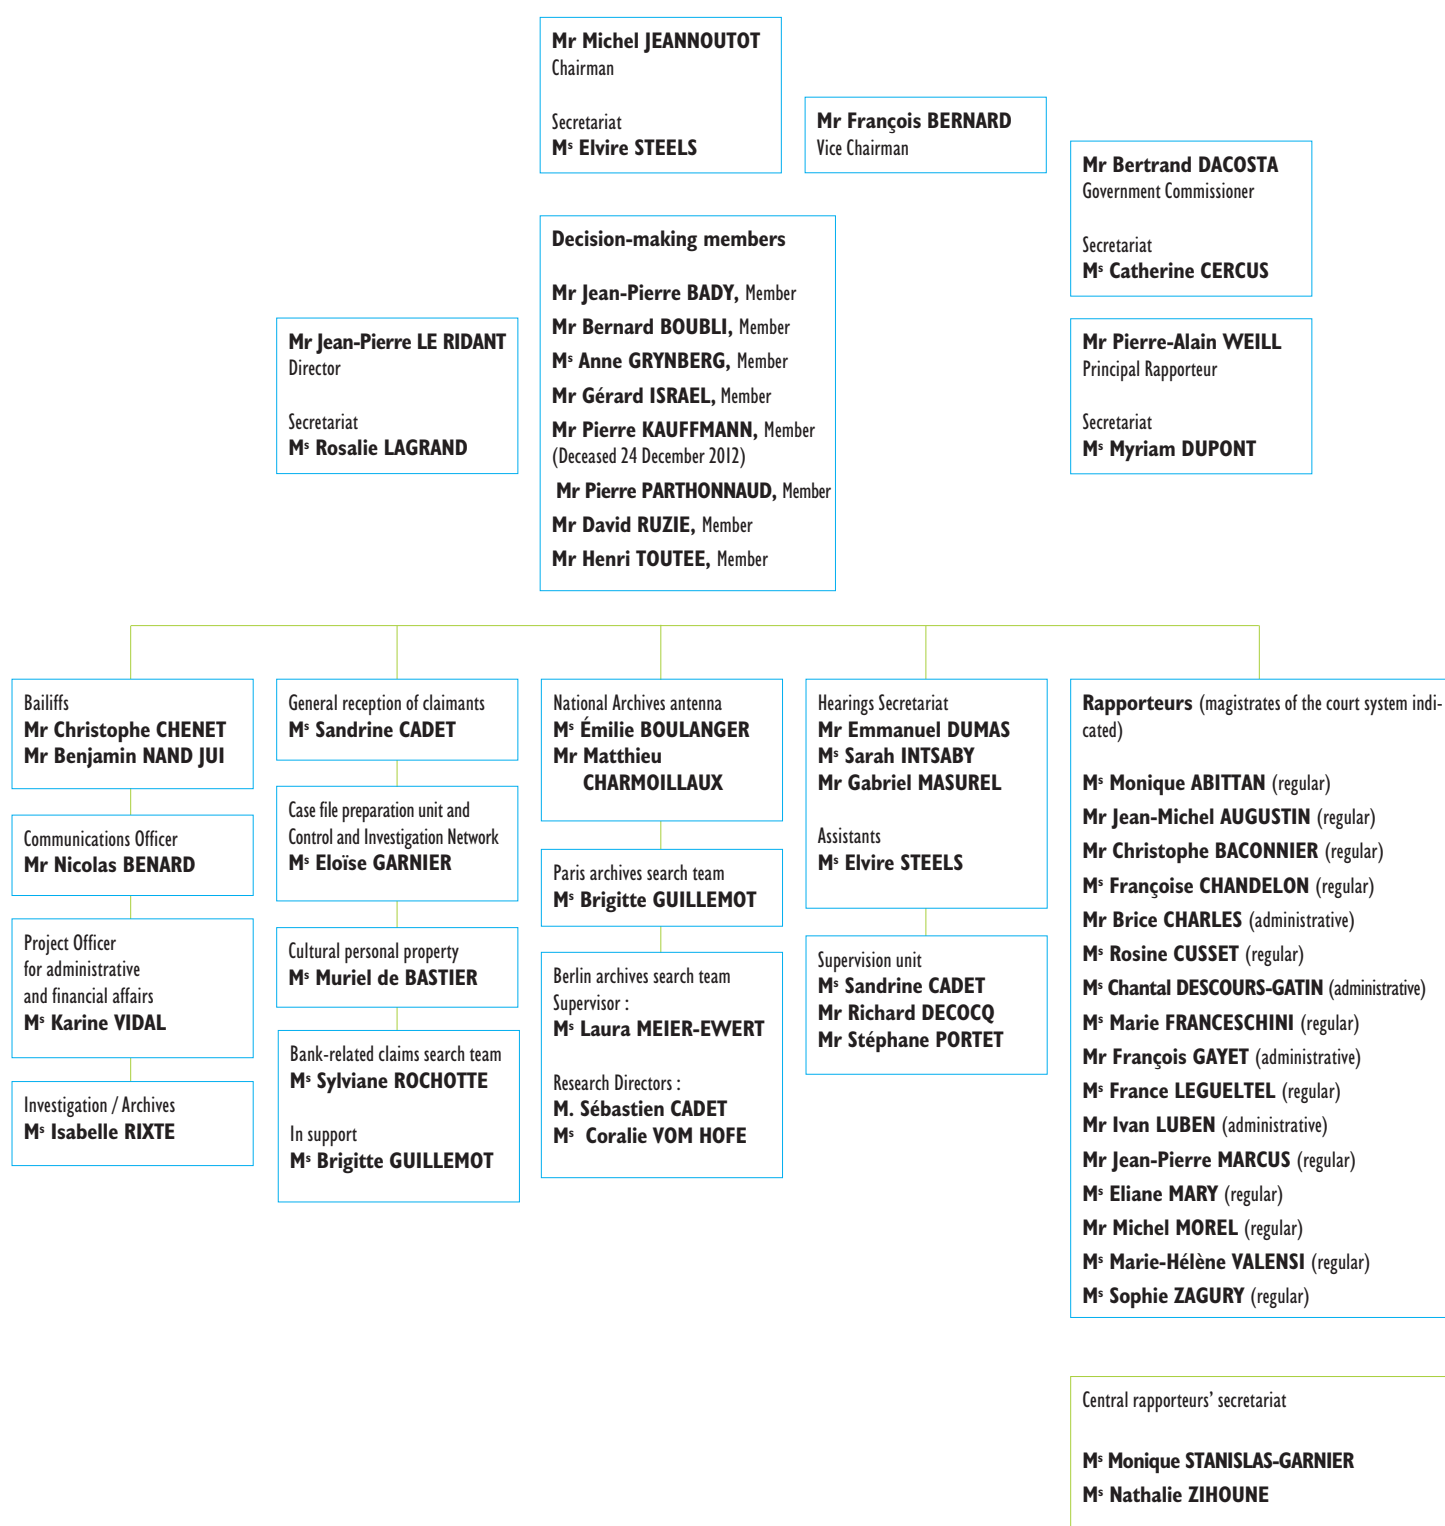 Mr Michel JEANNOUTOT
Chairman
Secretariat
Ms Elvire STEELS
Mr François BERNARD
Vice Chairman
Mr Bertrand DACOSTA
Government Commissioner
Secretariat
Ms Catherine CERCUS
Decision-making members
Mr Jean-Pierre BADY, Member
Mr Bernard BOUBLI, Member
Ms Anne GRYNBERG, Member
Mr Gérard ISRAEL, Member
Mr Pierre KAUFFMANN, Member
(Deceased 24 December 2012)
Mr Pierre PARTHONNAUD, Member
Mr David RUZIE, Member
Mr Henri TOUTEE, Member
Mr Jean-Pierre LE RIDANT
Director
Secretariat
Ms Rosalie LAGRAND
Mr Pierre-Alain WEILL
Principal Rapporteur
Secretariat
Ms Myriam DUPONT
Bailiffs
Mr Christophe CHENET
Mr Benjamin NAND JUI
Communications Officer
Mr Nicolas BENARD
Project Officer
for administrative
and financial affairs
Ms Karine VIDAL
Investigation / Archives
Ms Isabelle RIXTE
General reception of claimants
Ms Sandrine CADET
Case file preparation unit and
Control and Investigation Network
Ms Eloïse GARNIER
Cultural personal property
Ms Muriel de BASTIER
Bank-related claims search team
Ms Sylviane ROCHOTTE
In support
Ms Brigitte GUILLEMOT
National Archives antenna
Ms Émilie BOULANGER
Mr Matthieu
CHARMOILLAUX
Paris archives search team
Ms Brigitte GUILLEMOT
Berlin archives search team
Supervisor :
Ms Laura MEIER-EWERT
Research Directors :
M. Sébastien CADET
Ms Coralie VOM HOFE
Hearings Secretariat
Mr Emmanuel DUMAS
Ms Sarah INTSABY
Mr Gabriel MASUREL
Assistants
Ms Elvire STEELS
Supervision unit
Ms Sandrine CADET
Mr Richard DECOCQ
Mr Stéphane PORTET
Rapporteurs (magistrates of the court system indi-
cated)
Ms Monique ABITTAN (regular)
Mr Jean-Michel AUGUSTIN (regular)
Mr Christophe BACONNIER (regular)
Ms Françoise CHANDELON (regular)
Mr Brice CHARLES (administrative)
Ms Rosine CUSSET (regular)
Ms Chantal DESCOURS-GATIN (administrative)
Ms Marie FRANCESCHINI (regular)
Mr François GAYET (administrative)
Ms France LEGUELTEL (regular)
Mr Ivan LUBEN (administrative)
Mr Jean-Pierre MARCUS (regular)
Ms Eliane MARY (regular)
Mr Michel MOREL (regular)
Ms Marie-Hélène VALENSI (regular)
Ms Sophie ZAGURY (regular)
Central rapporteurs' secretariat
Ms Monique STANISLAS-GARNIER
Ms Nathalie ZIHOUNE